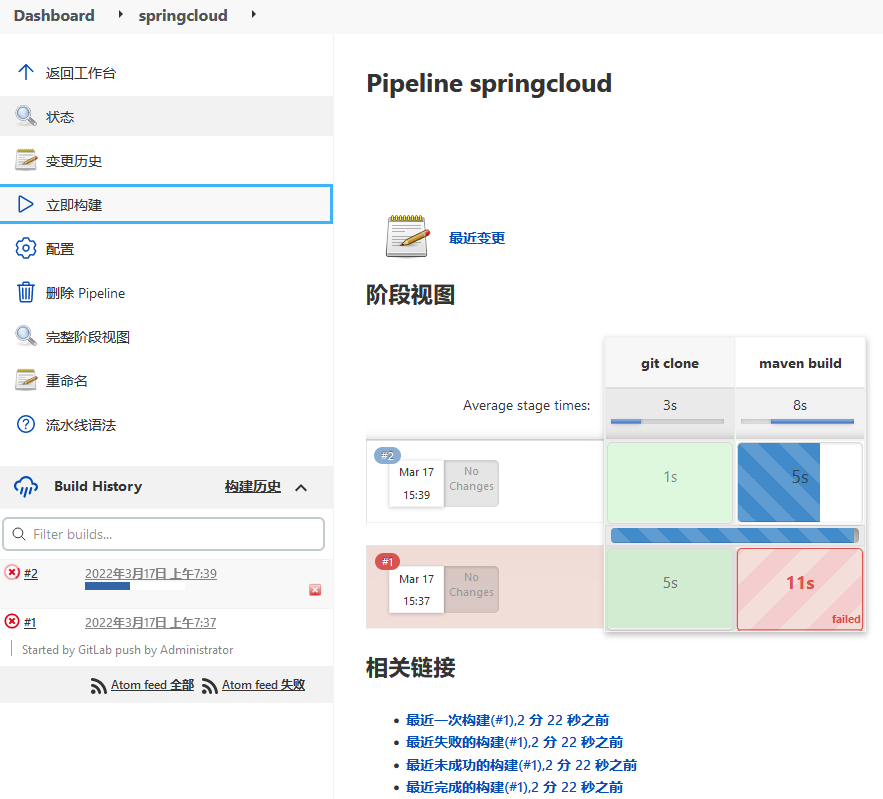 Dashboard
springcloud
返回工作台
状态
变更历史
立即构建
配置
删除 Pipeline
完整阶段视图
重命名
流水线语法
Build History
构建历史
Filter builds...
#2
2022年3月17日 上午7:39
#1
2022年3月17日 上午7:37
Started by GitLab push by Administrator
Atom feed 全部
Atom feed 失败
Pipeline springcloud
最近变更
阶段视图
git clone
maven build
Average stage times:
3s
8s
#2
Mar 17
15:39
No
Changes
1s
5s
#1
Mar 17
15:37
No
Changes
5s
11s
failed
相关链接
最近一次构建(#1),2 分 22 秒之前
最近失败的构建(#1),2 分 22 秒之前
最近未成功的构建(#1),2 分 22 秒之前
最近完成的构建(#1),2 分 22 秒之前